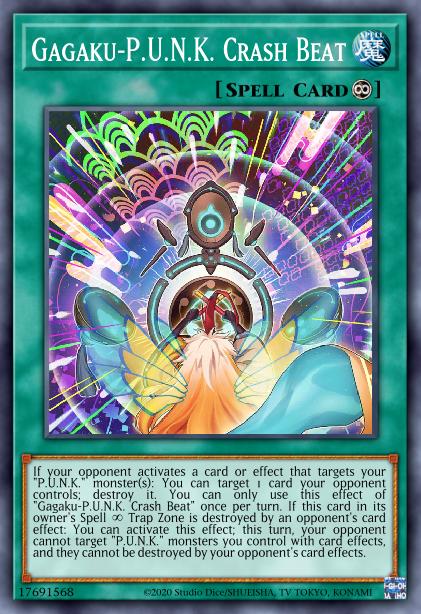 GAGAKU-P.U.N.K. CRASH BEAT
SPELL
魔
[SPELL CARD∞]
If your opponent activates a card or effect that targets your
"P.U.N.K." monster(s): You can target 1 card your opponent
controls; destroy it. You can only use this effect of
"Gagaku-P.U.N.K. Crash Beat" once per turn. If this card in its
owner's Spell ∞ Trap Zone is destroyed by an opponent's card
effect: You can activate this effect; this turn, your opponent
cannot target "P.U.N.K." monsters you control with card effects,
and they cannot be destroyed by your opponent's card effects.
17691568
©2020 Studio Dice/SHUEISHA, TV TOKYO, KONAMI